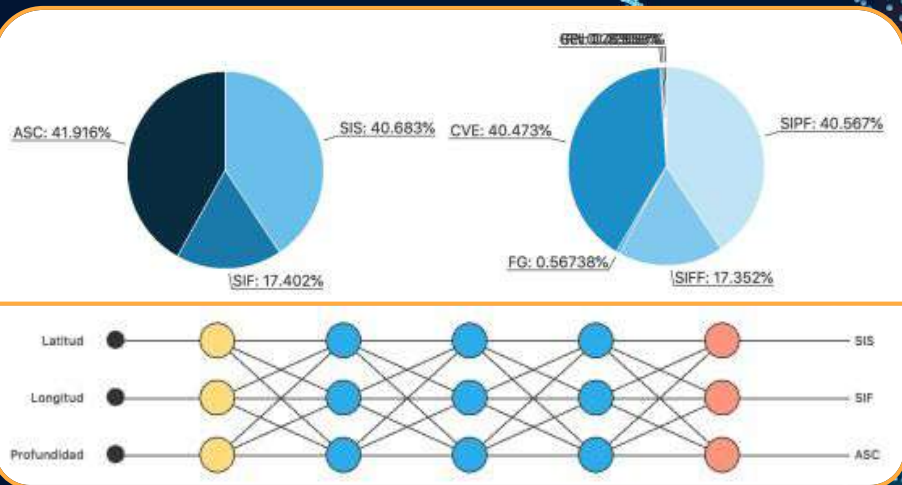 ASC: 41.916%
SIS: 40.683%
SIF: 17.402%
CVE: 40.473%
SIPF: 40.567%
FG: 0.56738%
SIFF: 17.352%
Latitud
SIS
Longitud
SIF
Profundidad
ASC